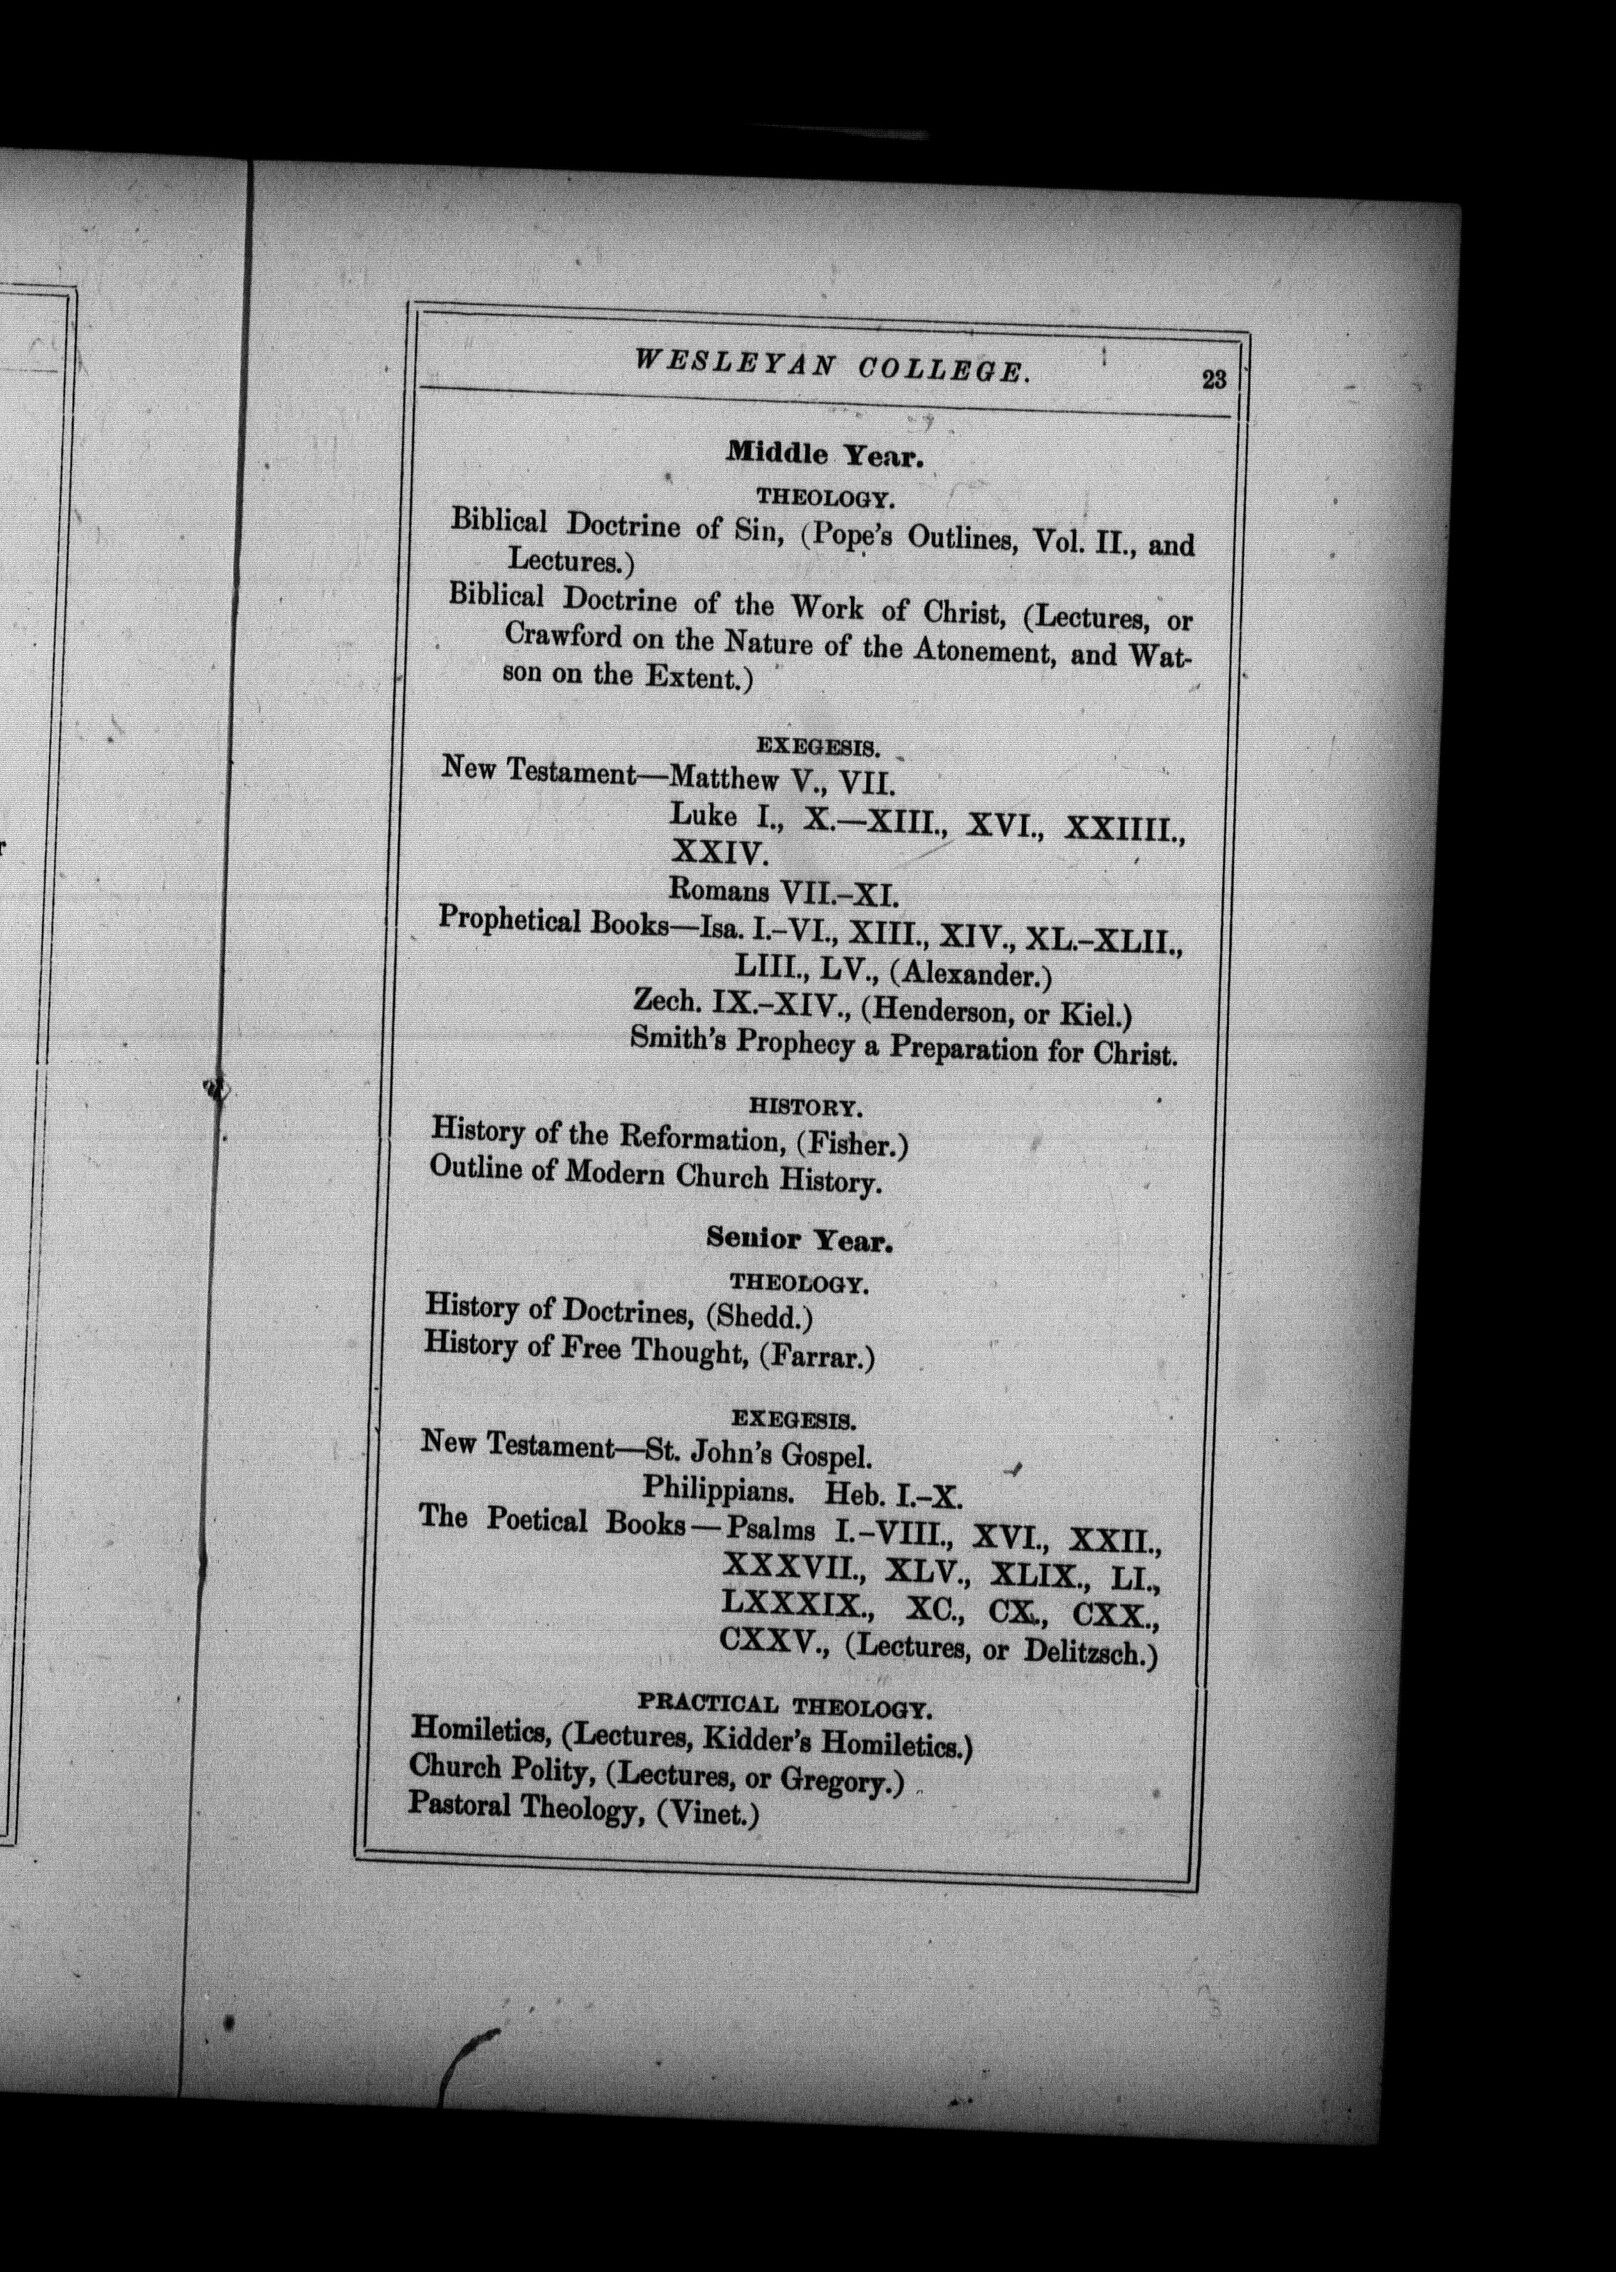 WESLEYAN COLLEGE. 23
Middle Year.
THEOLOGY.
Biblical Doctrine of Sin, (Pope's Outlines, Vol. II., and
Lectures.)
Biblical Doctrine of the Work of Christ, (Lectures, or
Crawford on the Nature of the Atonement, and Wat-
son on the Extent.)
EXEGESIS.
New Testament—Matthew V., VII.
Luke I., X.—XIII., XVI., XXIIII.,
XXIV.
Romans VII.-XI.
Prophetical Books—Isa. I.-VI., XIII., XIV., XL.-XLII.,
LIII., LV., (Alexander.)
Zech. IX.-XIV., (Henderson, or Kiel.)
Smith's Prophecy a Preparation for Christ.
HISTORY.
History of the Reformation, (Fisher.)
Outline of Modern Church History.
Senior Year.
THEOLOGY.
History of Doctrines, (Shedd.)
History of Free Thought, (Farrar.)
EXEGESIS.
New Testament—St. John's Gospel.
Philippians. Heb. I.-X.
The Poetical Books—Psalms I.-VIII., XVI., XXII.,
XXXVII., XLV., XLIX., LI.,
LXXXIX., XC., CX., CXX.,
CXXV., (Lectures, or Delitzsch.)
PRACTICAL THEOLOGY.
Homiletics, (Lectures, Kidder's Homiletics.)
Church Polity, (Lectures, or Gregory.)
Pastoral Theology, (Vinet.)